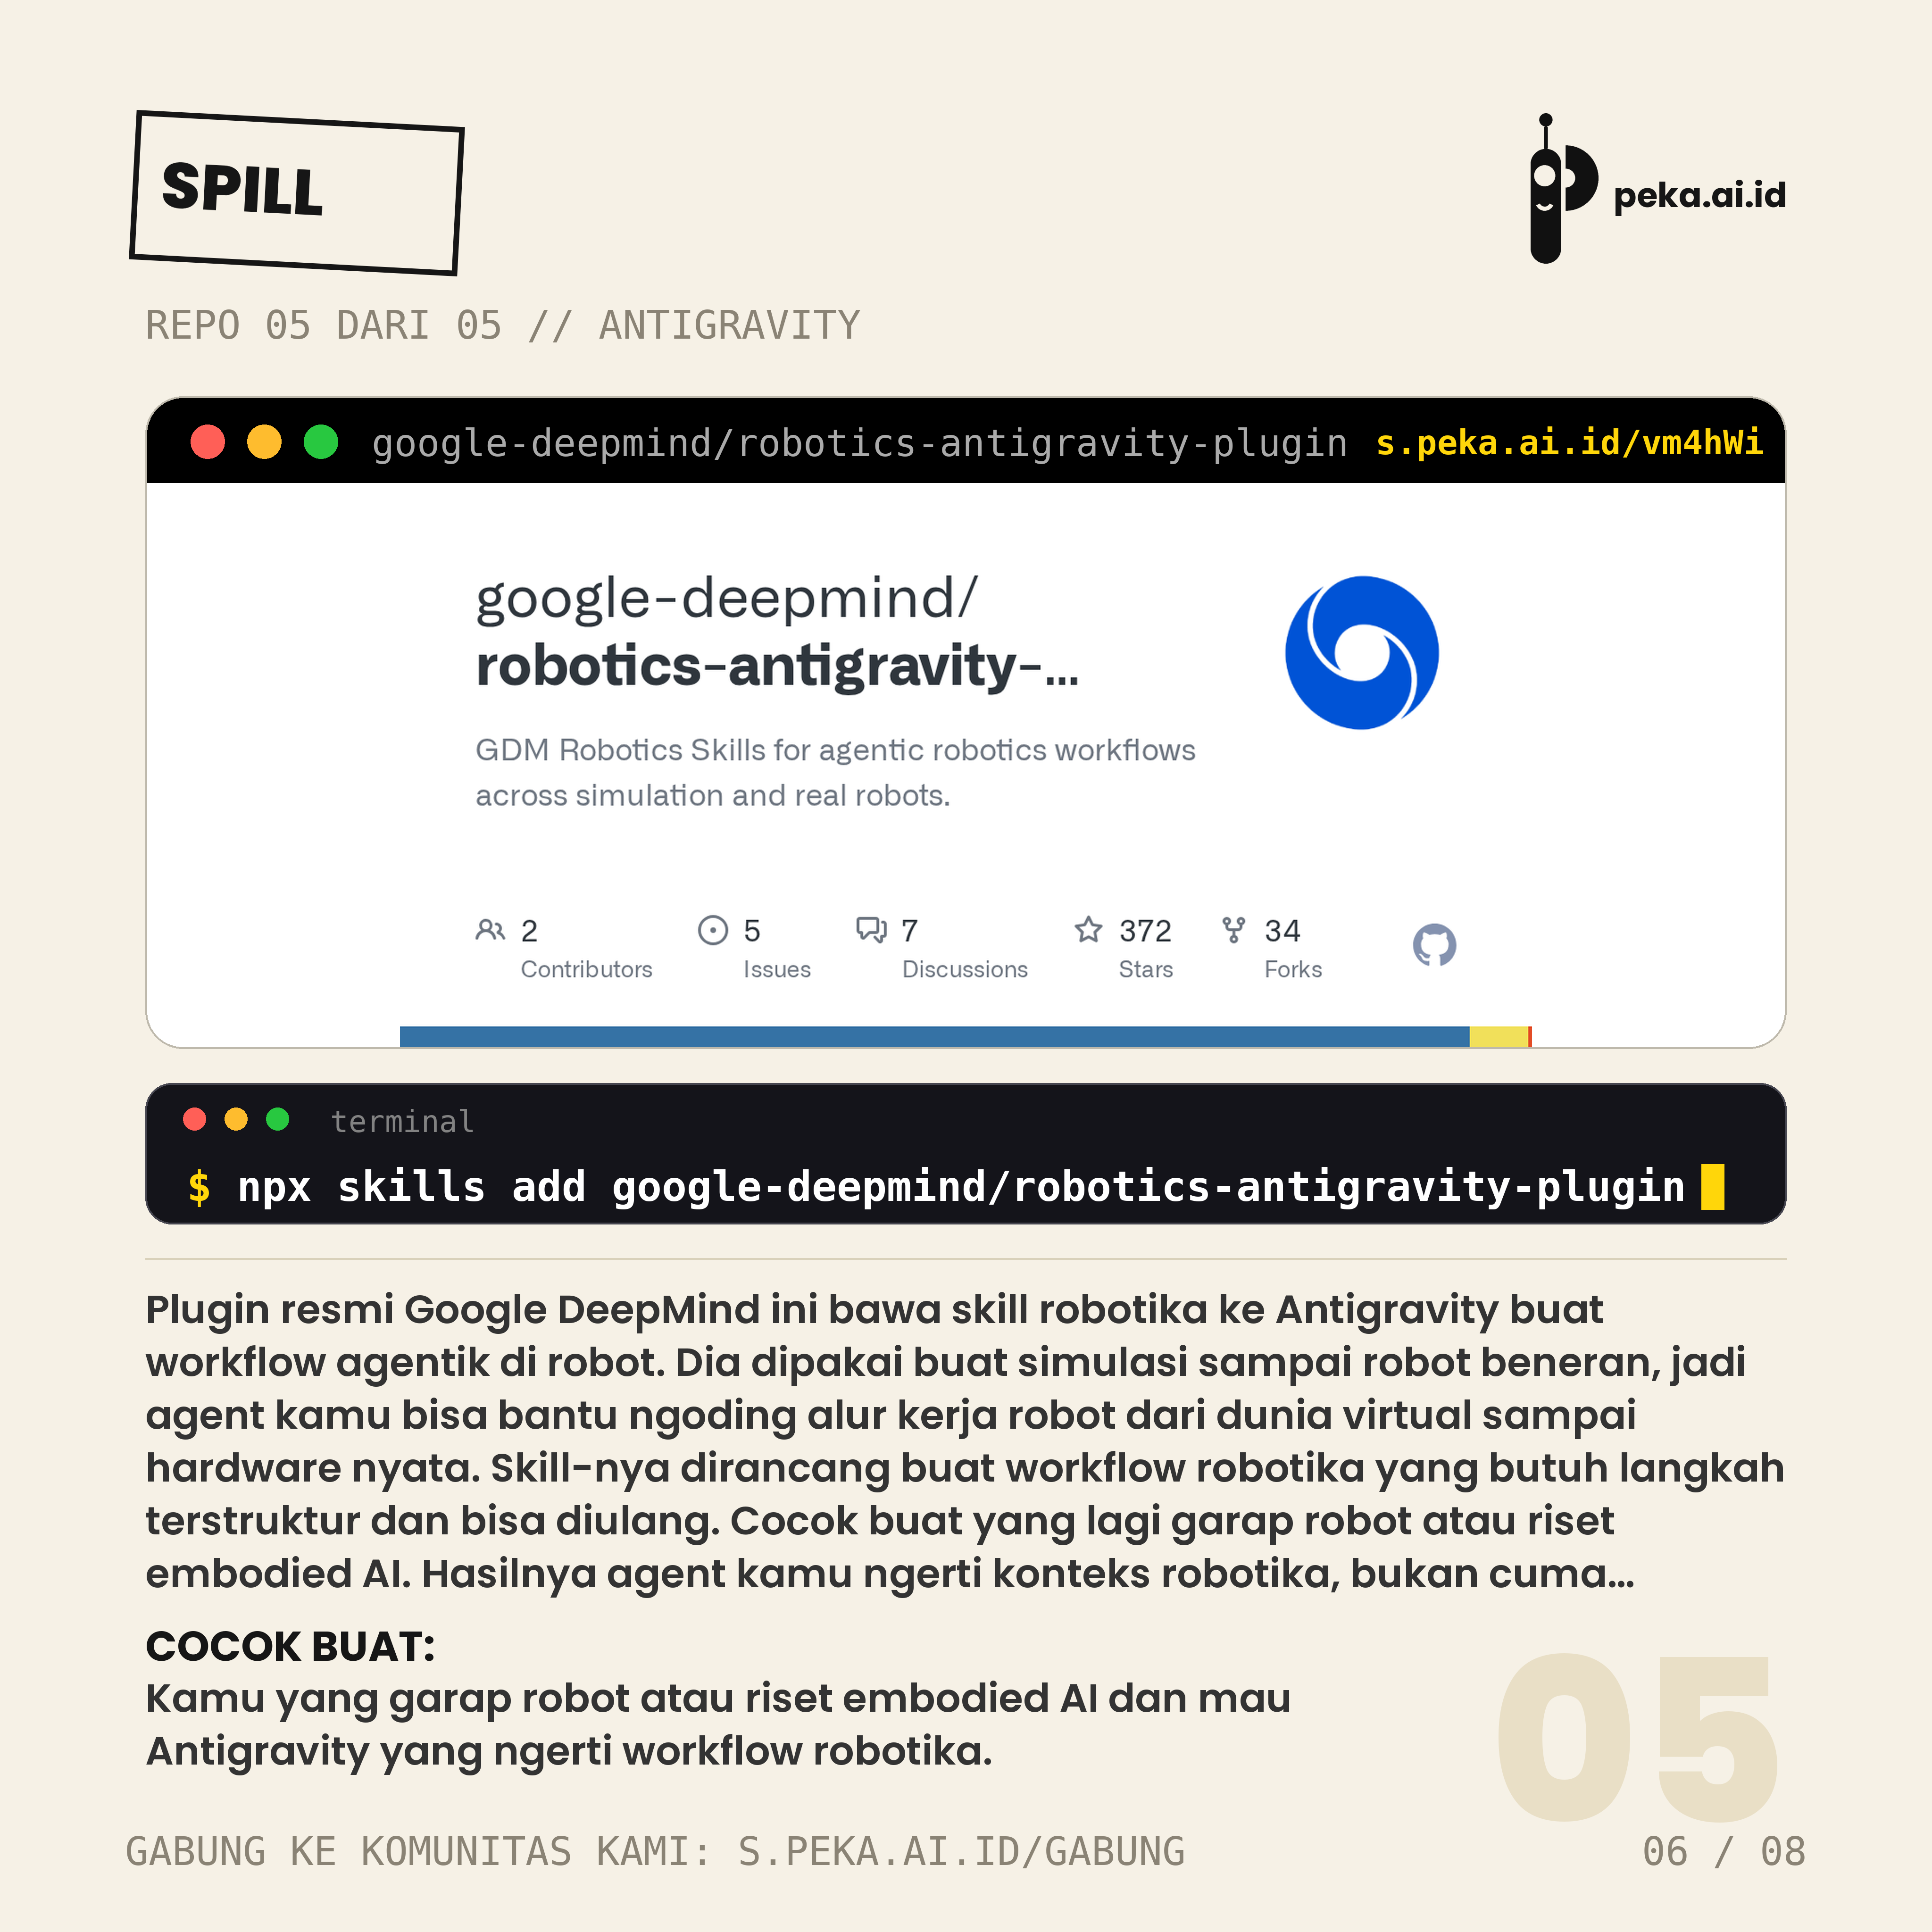 SPILL
peka.ai.id
REPO 05 DARI 05 // ANTIGRAVITY
google-deepmind/robotics-antigravity-plugin s.peka.ai.id/vm4hWi
google-deepmind/
robotics-antigravity-...
GDM Robotics Skills for agentic robotics workflows
across simulation and real robots.
2 5 7 372 34
Contributors Issues Discussions Stars Forks
terminal
$ npx skills add google-deepmind/robotics-antigravity-plugin
Plugin resmi Google DeepMind ini bawa skill robotika ke Antigravity buat
workflow agentik di robot. Dia dipakai buat simulasi sampai robot beneran, jadi
agent kamu bisa bantu ngoding alur kerja robot dari dunia virtual sampai
hardware nyata. Skill-nya dirancang buat workflow robotika yang butuh langkah
terstruktur dan bisa diulang. Cocok buat yang lagi garap robot atau riset
embodied AI. Hasilnya agent kamu ngerti konteks robotika, bukan cuma...
COCOK BUAT:
Kamu yang garap robot atau riset embodied AI dan mau
Antigravity yang ngerti workflow robotika.
05
GABUNG KE KOMUNITAS KAMI: S.PEKA.AI.ID/GABUNG
06 / 08